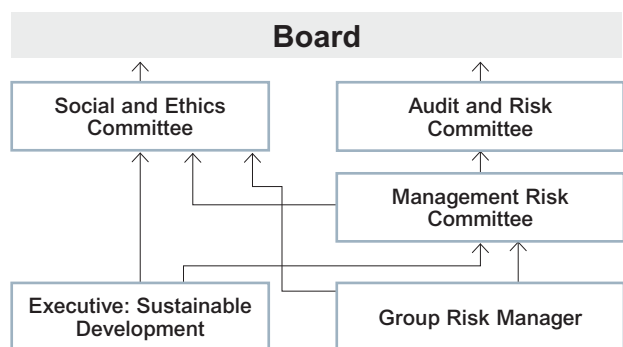 Board
Social and Ethics
Committee
Audit and Risk
Committee
Management Risk
Committee
Executive: Sustainable
Development
Group Risk Manager